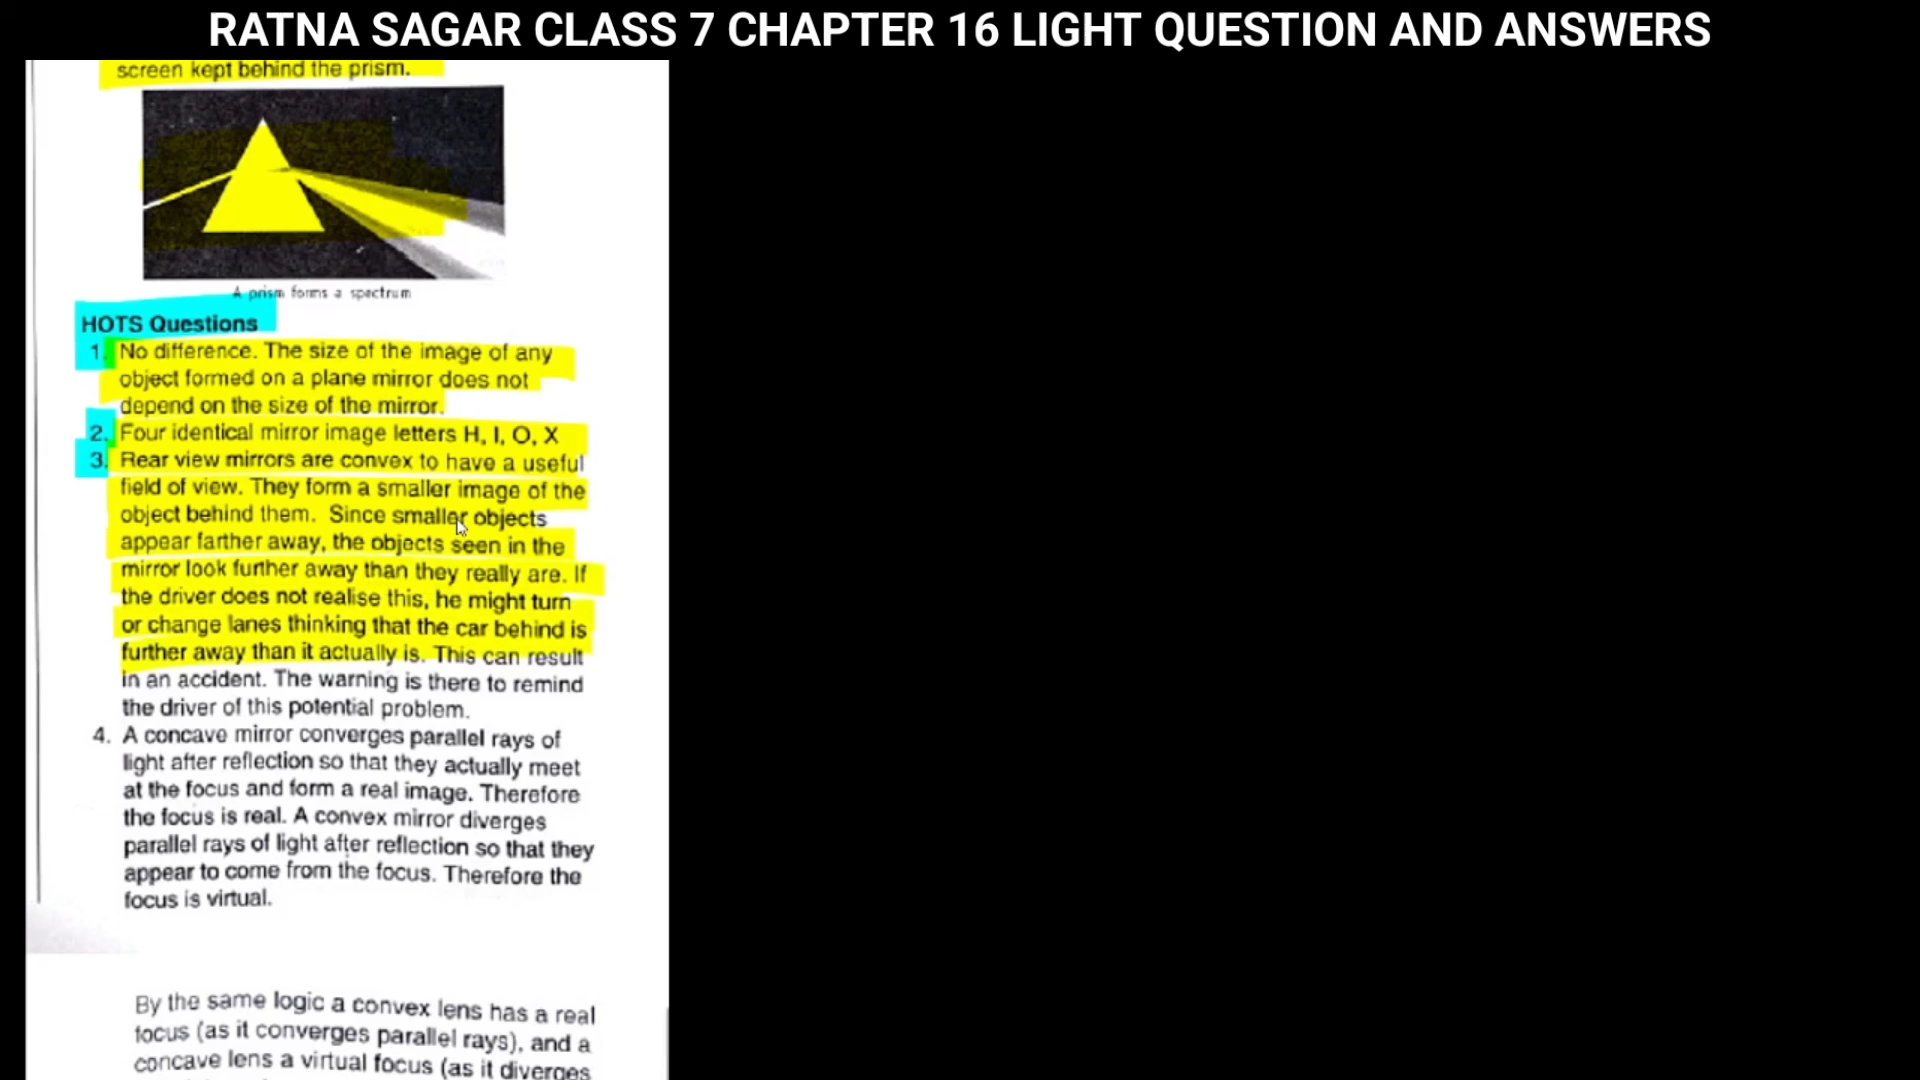 RATNA SAGAR CLASS 7 CHAPTER 16 LIGHT QUESTION AND ANSWERS
screen kept behind the prism.
A prism forms a spectrum
HOTS Questions
1. No difference. The size of the image of any
object formed on a plane mirror does not
depend on the size of the mirror.
2. Four identical mirror image letters H, I, O, X
3. Rear view mirrors are convex to have a useful
field of view. They form a smaller image of the
object behind them. Since smaller objects
appear farther away, the objects seen in the
mirror look further away than they really are. If
the driver does not realise this, he might turn
or change lanes thinking that the car behind is
further away than it actually is. This can result
in an accident. The warning is there to remind
the driver of this potential problem.
4. A concave mirror converges parallel rays of
light after reflection so that they actually meet
at the focus and form a real image. Therefore
the focus is real. A convex mirror diverges
parallel rays of light after reflection so that they
appear to come from the focus. Therefore the
focus is virtual.
By the same logic a convex lens has a real
focus (as it converges parallel rays), and a
concave lens a virtual focus (as it diverges